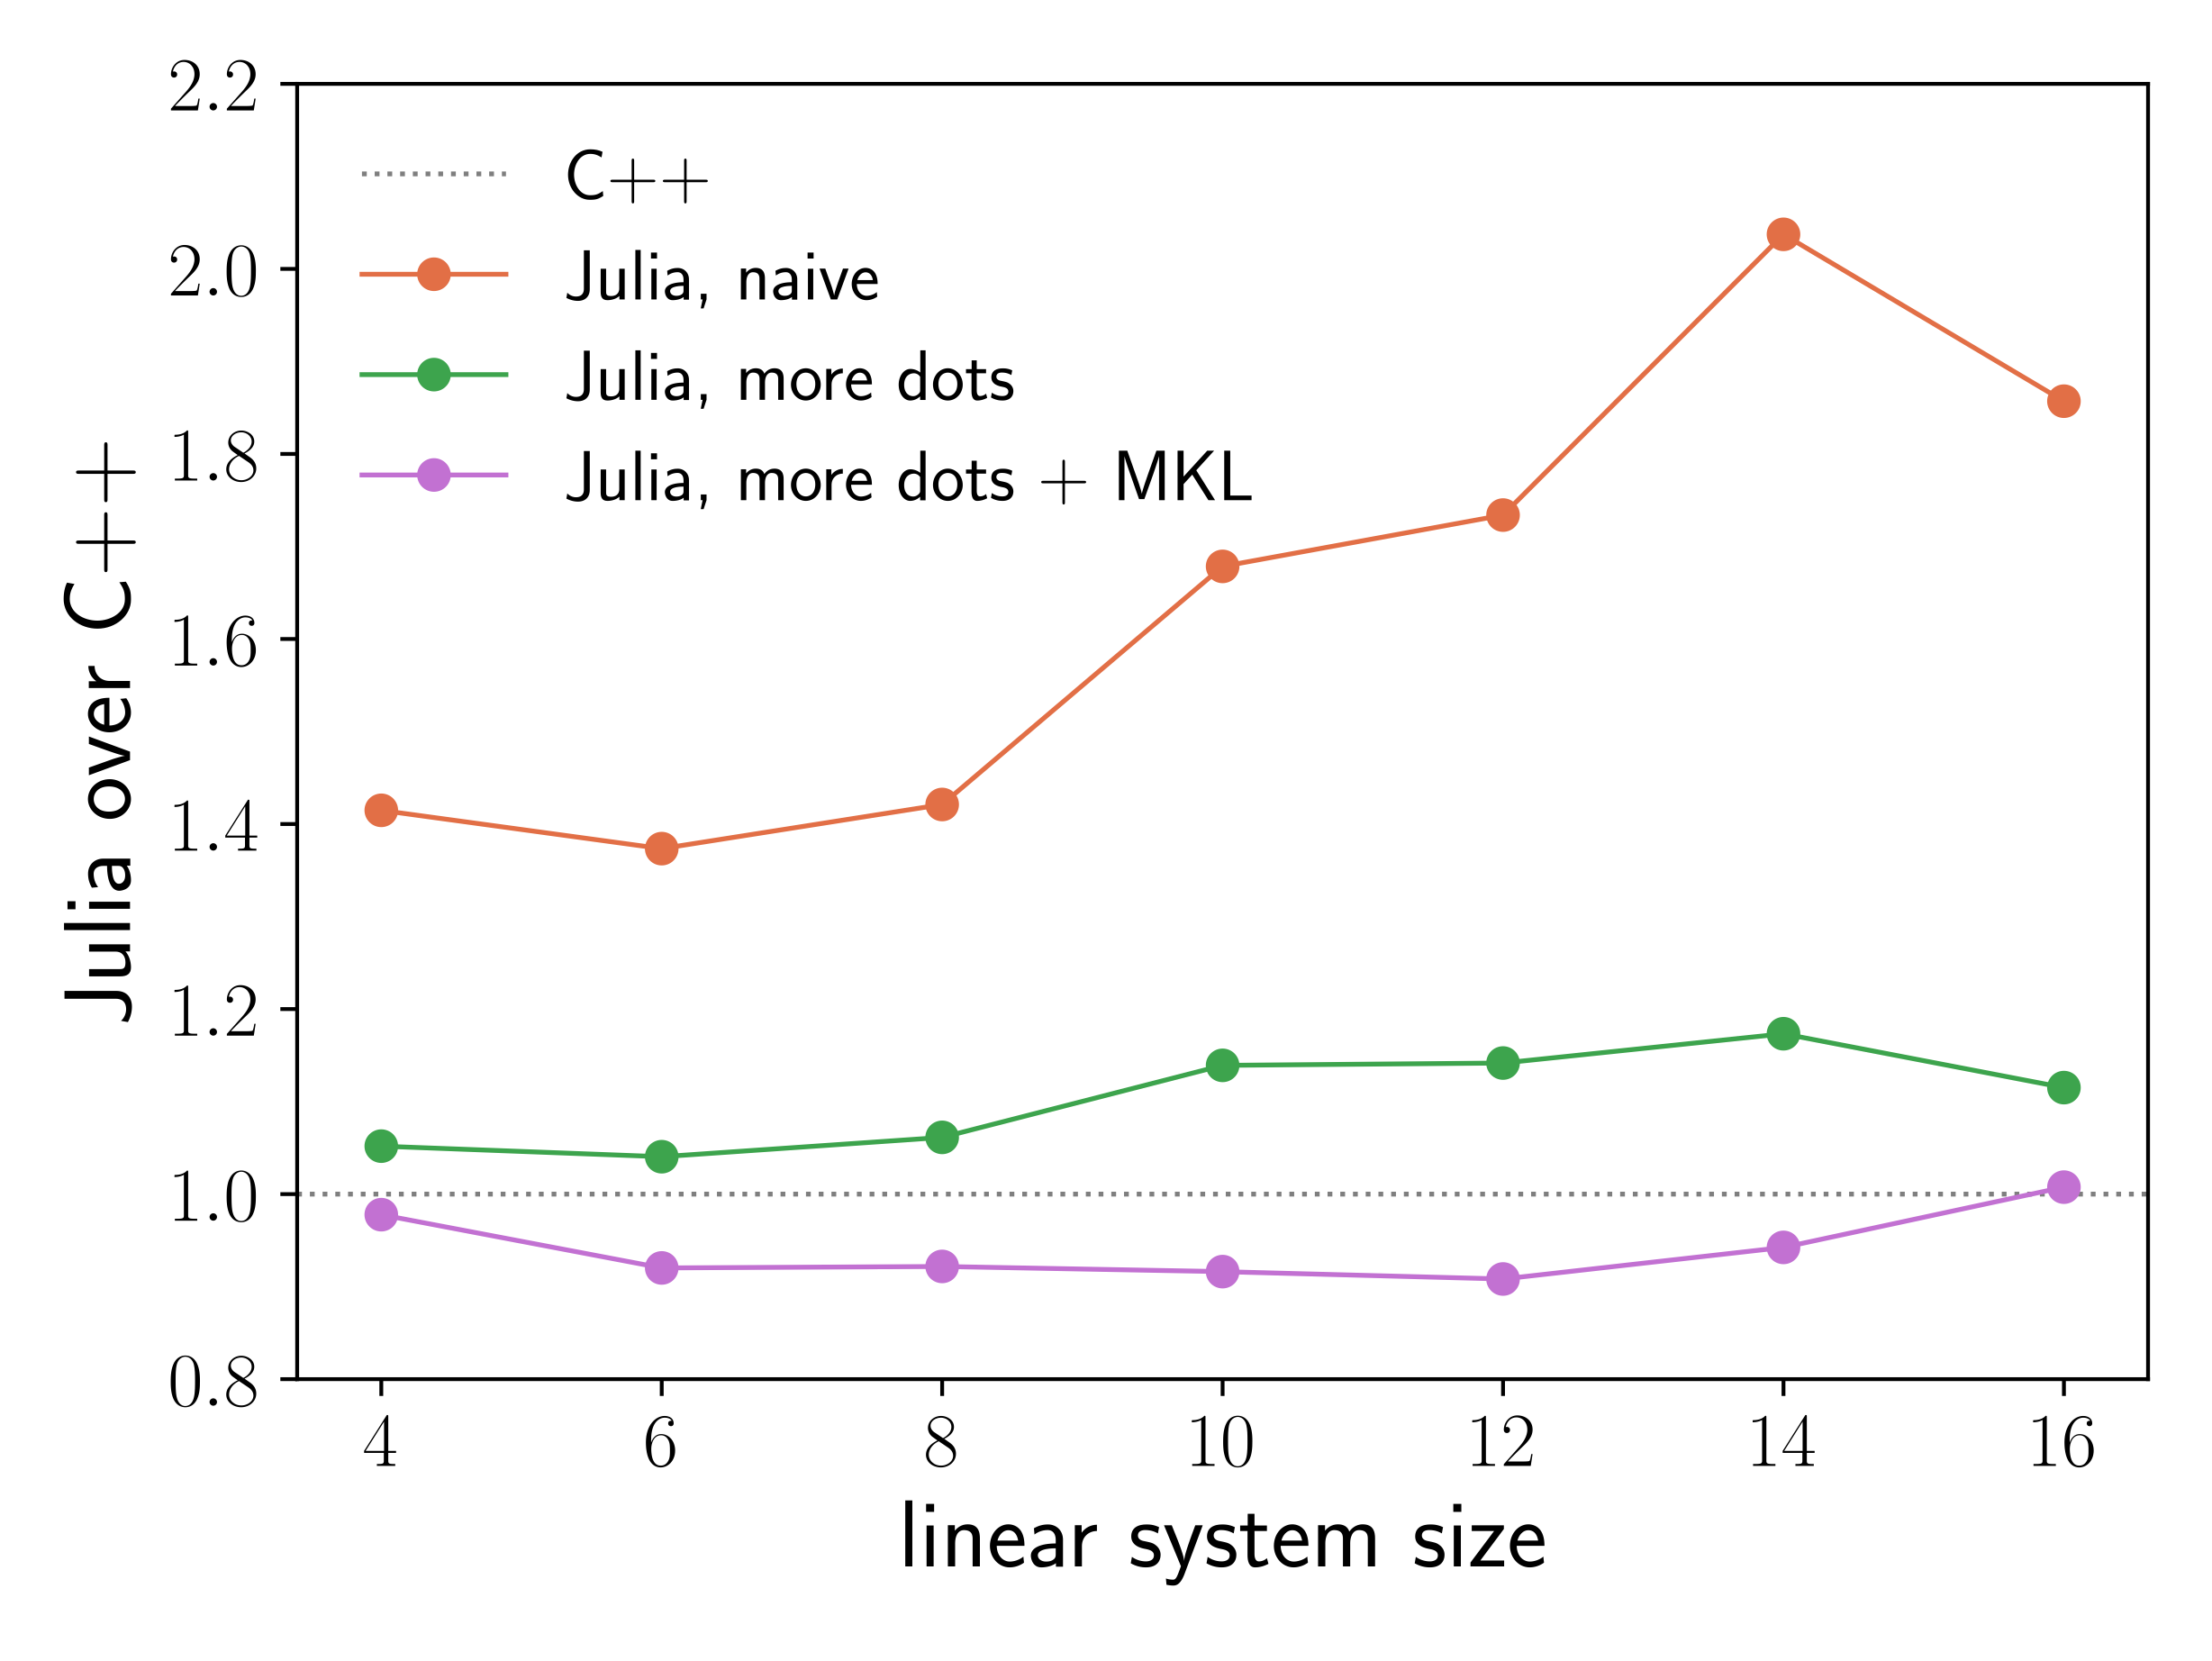 2.2
2.0
1.8
1.6
1.4
1.2
1.0
0.8
Julia over C++
C++
Julia, naive
Julia, more dots
Julia, more dots + MKL
4 6 8 10 12 14 16
linear system size